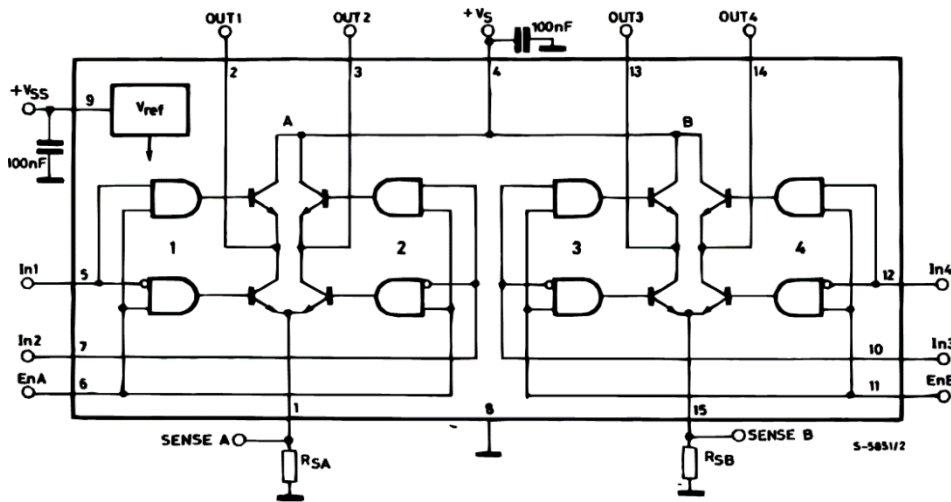 OUT1
OUT2
+VS
100nF
OUT3
OUT4
2
3
4
13
14
+VSS
9
Vref
A
B
100nF
1
2
3
4
In1
5
12
In4
In2
7
10
In3
EnA
6
11
EnB
1
8
15
SENSE A
SENSE B
S-5851/2
RSA
RSB